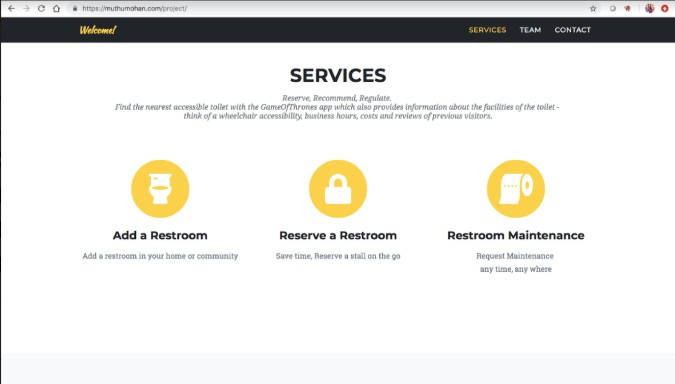 https://muthumohan.com/project/
Welcome!
SERVICES TEAM CONTACT
SERVICES
Reserve, Recommend, Regulate.
Find the nearest accessible toilet with the GameOfThrones app which also provides information about the facilities of the toilet -
think of a wheelchair accessibility, business hours, costs and reviews of previous visitors.
Add a Restroom
Add a restroom in your home or community
Reserve a Restroom
Save time, Reserve a stall on the go
Restroom Maintenance
Request Maintenance
any time, any where